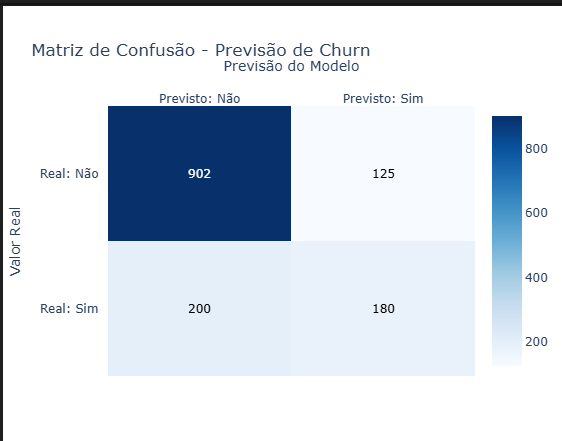 Matriz de Confusão - Previsão de Churn
Previsão do Modelo
Previsto: Não Previsto: Sim
Valor Real
Real: Não 902 125
Real: Sim 200 180
800
600
400
200